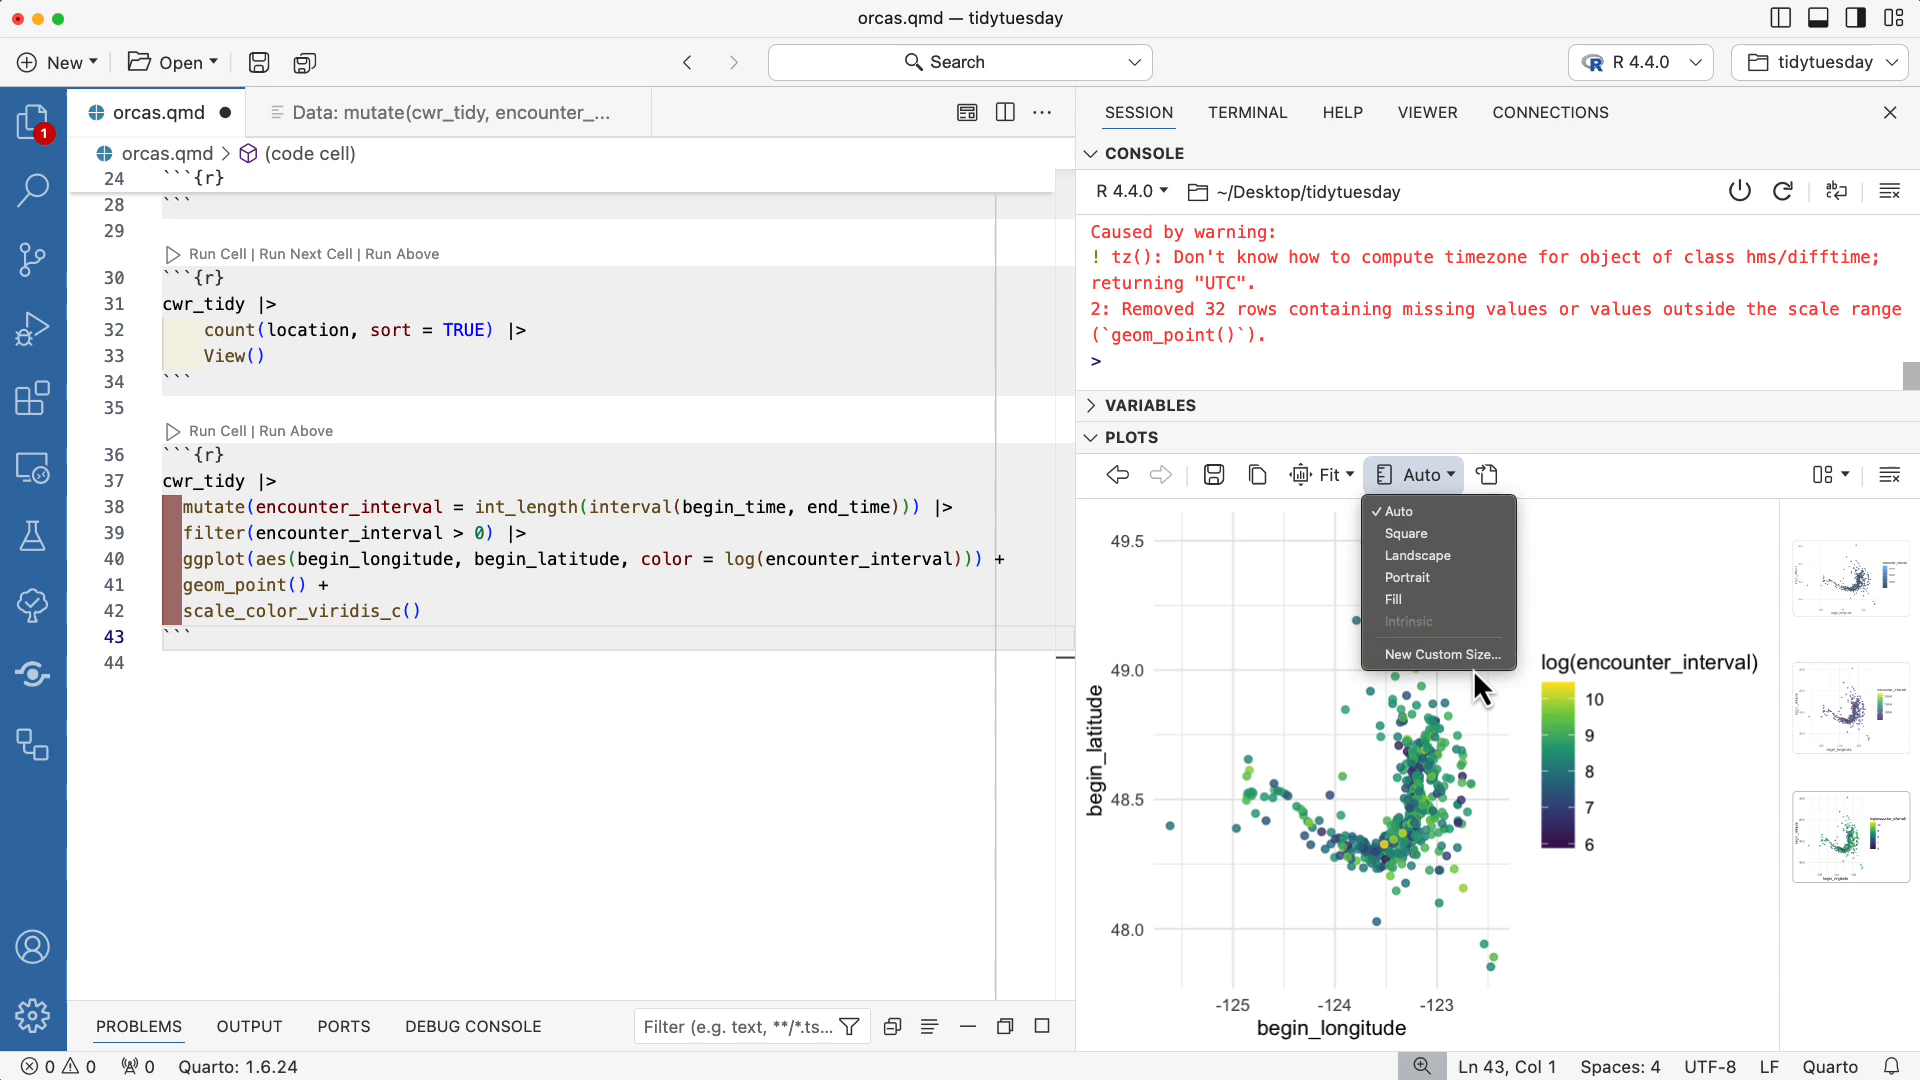 orcas.qmd — tidytuesday
New
Open
Search
R 4.4.0
tidytuesday
1
orcas.qmd
Data: mutate(cwr_tidy, encounter_...
orcas.qmd > (code cell)
24 ```{r}
28 ```
29
Run Cell | Run Next Cell | Run Above
30 ```{r}
31 cwr_tidy |>
32 count(location, sort = TRUE) |>
33 View()
34 ```
35
Run Cell | Run Above
36 ```{r}
37 cwr_tidy |>
38 mutate(encounter_interval = int_length(interval(begin_time, end_time))) |>
39 filter(encounter_interval > 0) |>
40 ggplot(aes(begin_longitude, begin_latitude, color = log(encounter_interval))) +
41 geom_point() +
42 scale_color_viridis_c()
43 ```
44
PROBLEMS OUTPUT PORTS DEBUG CONSOLE
Filter (e.g. text, **/*.ts...
SESSION TERMINAL HELP VIEWER CONNECTIONS
CONSOLE
R 4.4.0 ~/Desktop/tidytuesday
Caused by warning:
! tz(): Don't know how to compute timezone for object of class hms/difftime;
returning "UTC".
2: Removed 32 rows containing missing values or values outside the scale range
(`geom_point()`).
>
VARIABLES
PLOTS
Fit
Auto
✓ Auto
Square
Landscape
Portrait
Fill
Intrinsic
New Custom Size...
49.5
49.0
48.5
48.0
begin_latitude
-125 -124 -123
begin_longitude
log(encounter_interval)
10
9
8
7
6
0 0 0 Quarto: 1.6.24
Ln 43, Col 1 Spaces: 4 UTF-8 LF Quarto